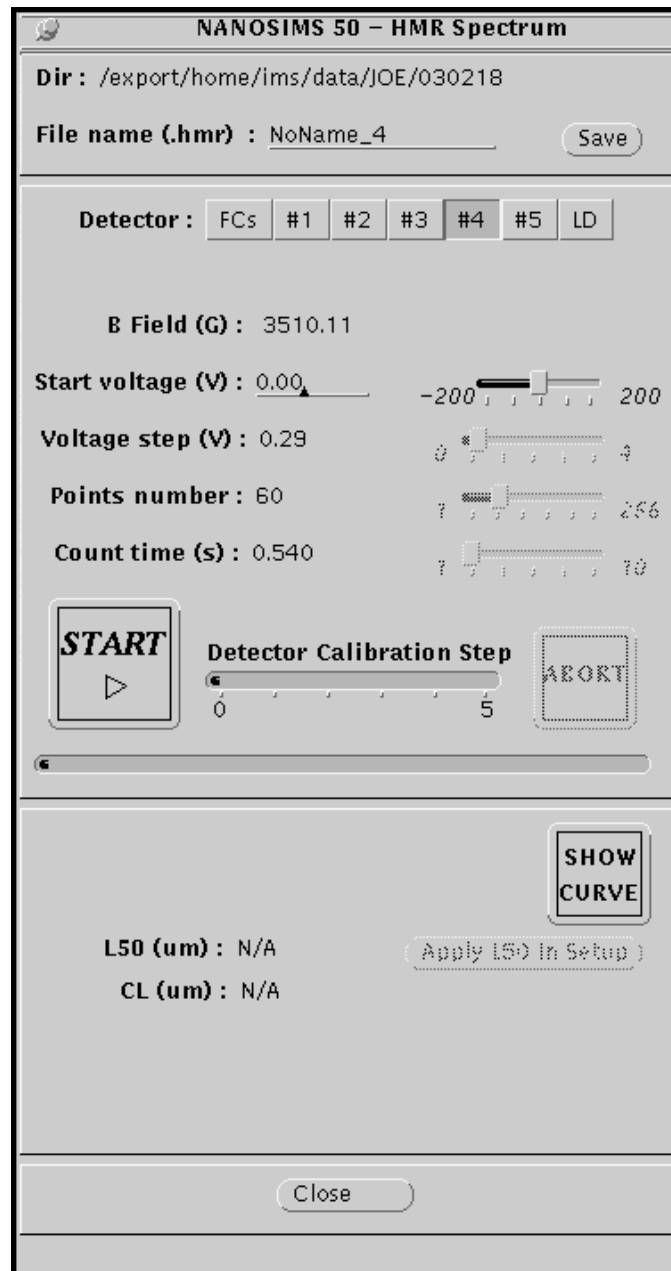 NANOSIMS 50 – HMR Spectrum
Dir : /export/home/ims/data/JOE/030218
File name (.hmr) : NoName_4 Save
Detector : FCs #1 #2 #3 #4 #5 LD
B Field (G) : 3510.11
Start voltage (V) : 0.00 -200 200
Voltage step (V) : 0.29 0 4
Points number : 60 1 256
Count time (s) : 0.540 1 10
START
Detector Calibration Step
ABORT
0 5
SHOW
CURVE
L50 (um) : N/A Apply L50 in Setup
CL (um) : N/A
Close